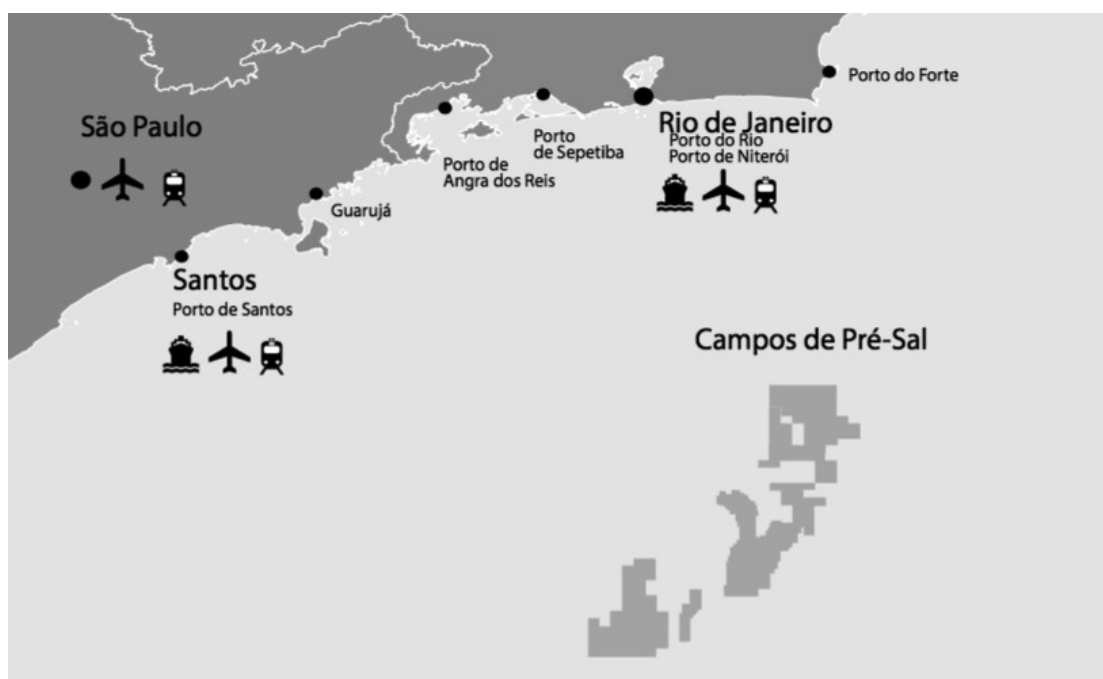 Porto do Forte
São Paulo
Rio de Janeiro
Porto do Rio
Porto de Niterói
Porto
de Sepetiba
Porto de
Angra dos Reis
Guarujá
Santos
Porto de Santos
Campos de Pré-Sal